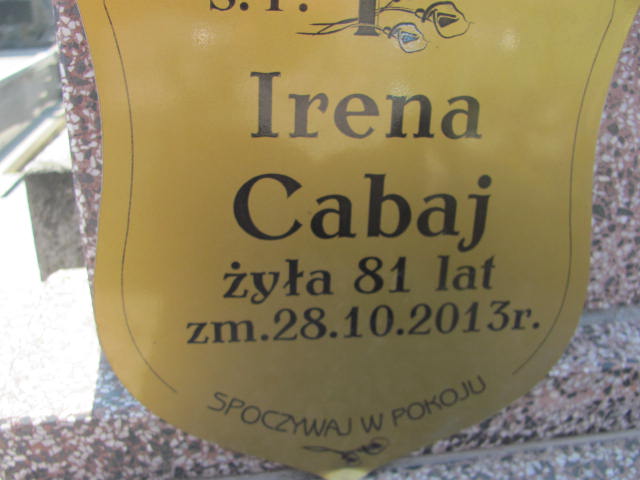 Ś. P.
Irena
Cabaj
żyła 81 lat
zm.28.10.2013r.
SPOCZYWAJ W POKOJU